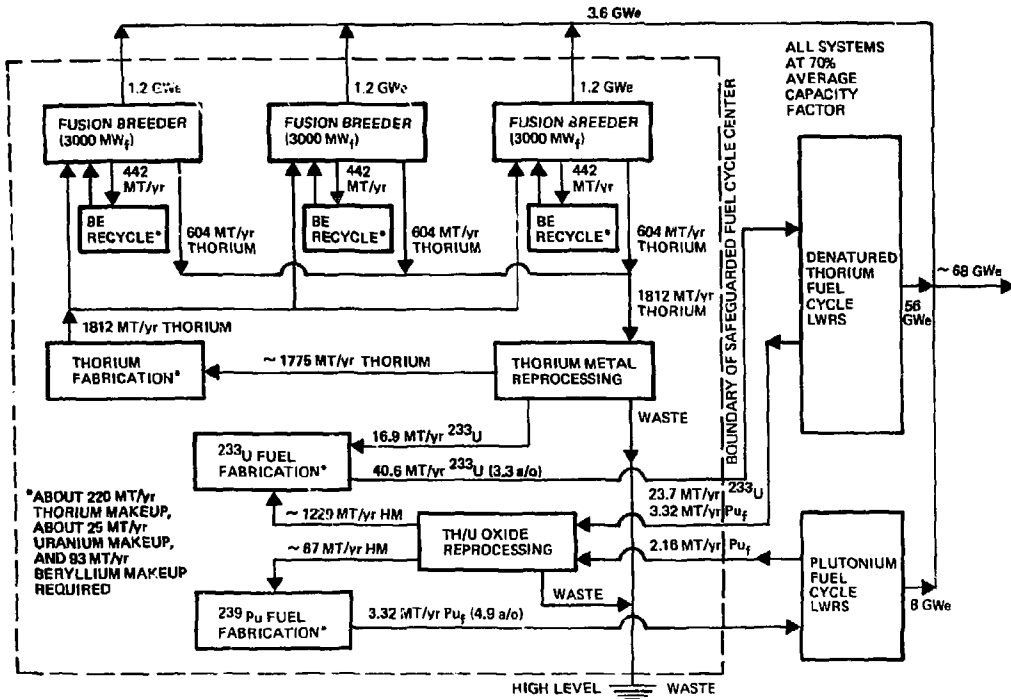 3.6 GWe
ALL SYSTEMS
AT 70%
AVERAGE
CAPACITY
FACTOR
1.2 GWE
1.2 GWe
1.2 GWe
FUSION BREEDER
(3000 MWf)
FUSION BREEDER
(3000 MWf)
FUSION BREEDER
(3000 MWf)
442
MT/yr
442
MT/yr
442
MT/yr
BE
RECYCLE*
BE
RECYCLE*
BE
RECYCLE*
604 MT/yr
THORIUM
604 MT/yr
THORIUM
604 MT/yr
THORIUM
BOUNDARY OF SAFEGUARDED FUEL CYCLE CENTER
DENATURED
THORIUM
FUEL
CYCLE
LWRS
~ 68 GWe
56
GWe
1812 MT/yr
THORIUM
1812 MT/yr THORIUM
THORIUM
FABRICATION*
~ 1775 MT/yr THORIUM
THORIUM METAL
REPROCESSING
WASTE
16.9 MT/yr 233U
233U FUEL
FABRICATION*
40.6 MT/yr 233U (3.3 a/o)
23.7 MT/yr 233U
3.32 MT/yr Puf
*ABOUT 220 MT/yr
THORIUM MAKEUP,
ABOUT 25 MT/yr
URANIUM MAKEUP,
AND 93 MT/yr
BERYLLIUM MAKEUP
REQUIRED
~ 1229 MT/yr HM
TH/U OXIDE
REPROCESSING
2.16 MT/yr Puf
~ 67 MT/yr HM
PLUTONIUM
FUEL
CYCLE
LWRS
8 GWe
WASTE
239 Pu FUEL
FABRICATION*
3.32 MT/yr Puf (4.9 a/o)
HIGH LEVEL WASTE